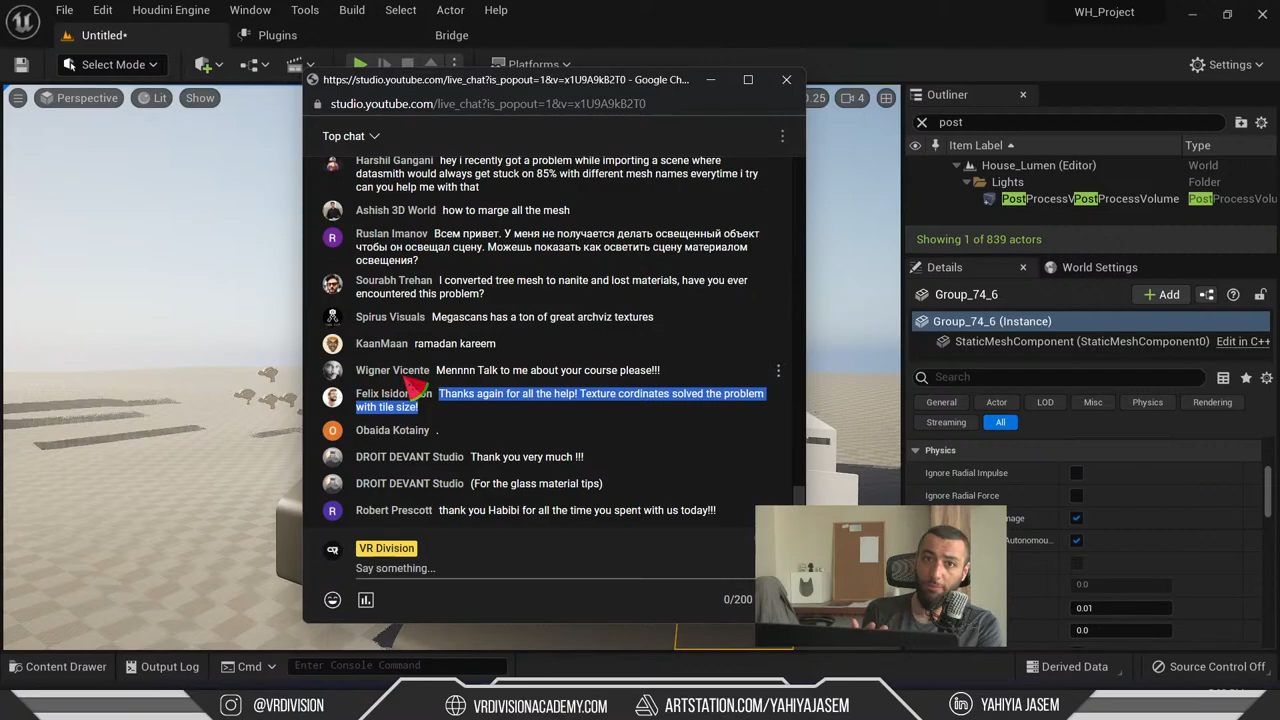 File Edit Houdini Engine Window Tools Build Select Actor Help
WH_Project
Untitled*
Plugins
Bridge
Select Mode
Platforms
Settings
Perspective
Lit
Show
0.25
4
https://studio.youtube.com/live_chat?is_popout=1&v=x1U9A9kB2T0 - Google Ch...
studio.youtube.com/live_chat?is_popout=1&v=x1U9A9kB2T0
Top chat
Harshil Gangani hey i recently got a problem while importing a scene where
datasmith would always get stuck on 85% with different mesh names everytime i try
can you help me with that
Ashish 3D World how to marge all the mesh
R
Ruslan Imanov Всем привет. У меня не получается делать освещенный объект
чтобы он освещал сцену. Можешь показать как осветить сцену материалом
освещения?
Sourabh Trehan I converted tree mesh to nanite and lost materials, have you ever
encountered this problem?
Spirus Visuals Megascans has a ton of great archviz textures
KaanMaan ramadan kareem
Wigner Vicente Mennnn Talk to me about your course please!!!
Felix Thanks again for all the help! Texture cordinates solved the problem
with tile size!
O
Obaida Kotainy .
DROIT DEVANT Studio Thank you very much !!!
DROIT DEVANT Studio (For the glass material tips)
R
Robert Prescott thank you Habibi for all the time you spent with us today!!!
VR Division
Say something...
0/200
Outliner
post
Item Label Type
House_Lumen (Editor) World
Lights Folder
PostProcessVPostProcessVolume PostProcessVolu
Showing 1 of 839 actors
Details World Settings
Group_74_6
+ Add
Group_74_6 (Instance)
StaticMeshComponent (StaticMeshComponent0) Edit in C++
Search
General Actor LOD Misc Physics Rendering
Streaming All
Physics
Ignore Radial Impulse
Ignore Radial Force
Autonomou...
0.0
0.01
0.0
Content Drawer
Output Log
Cmd
Enter Console Command
Derived Data
Source Control Off
@VRDIVISION
VRDIVISIONACADEMY.COM
ARTSTATION.COM/YAHIYAJASEM
YAHIYIA JASEM